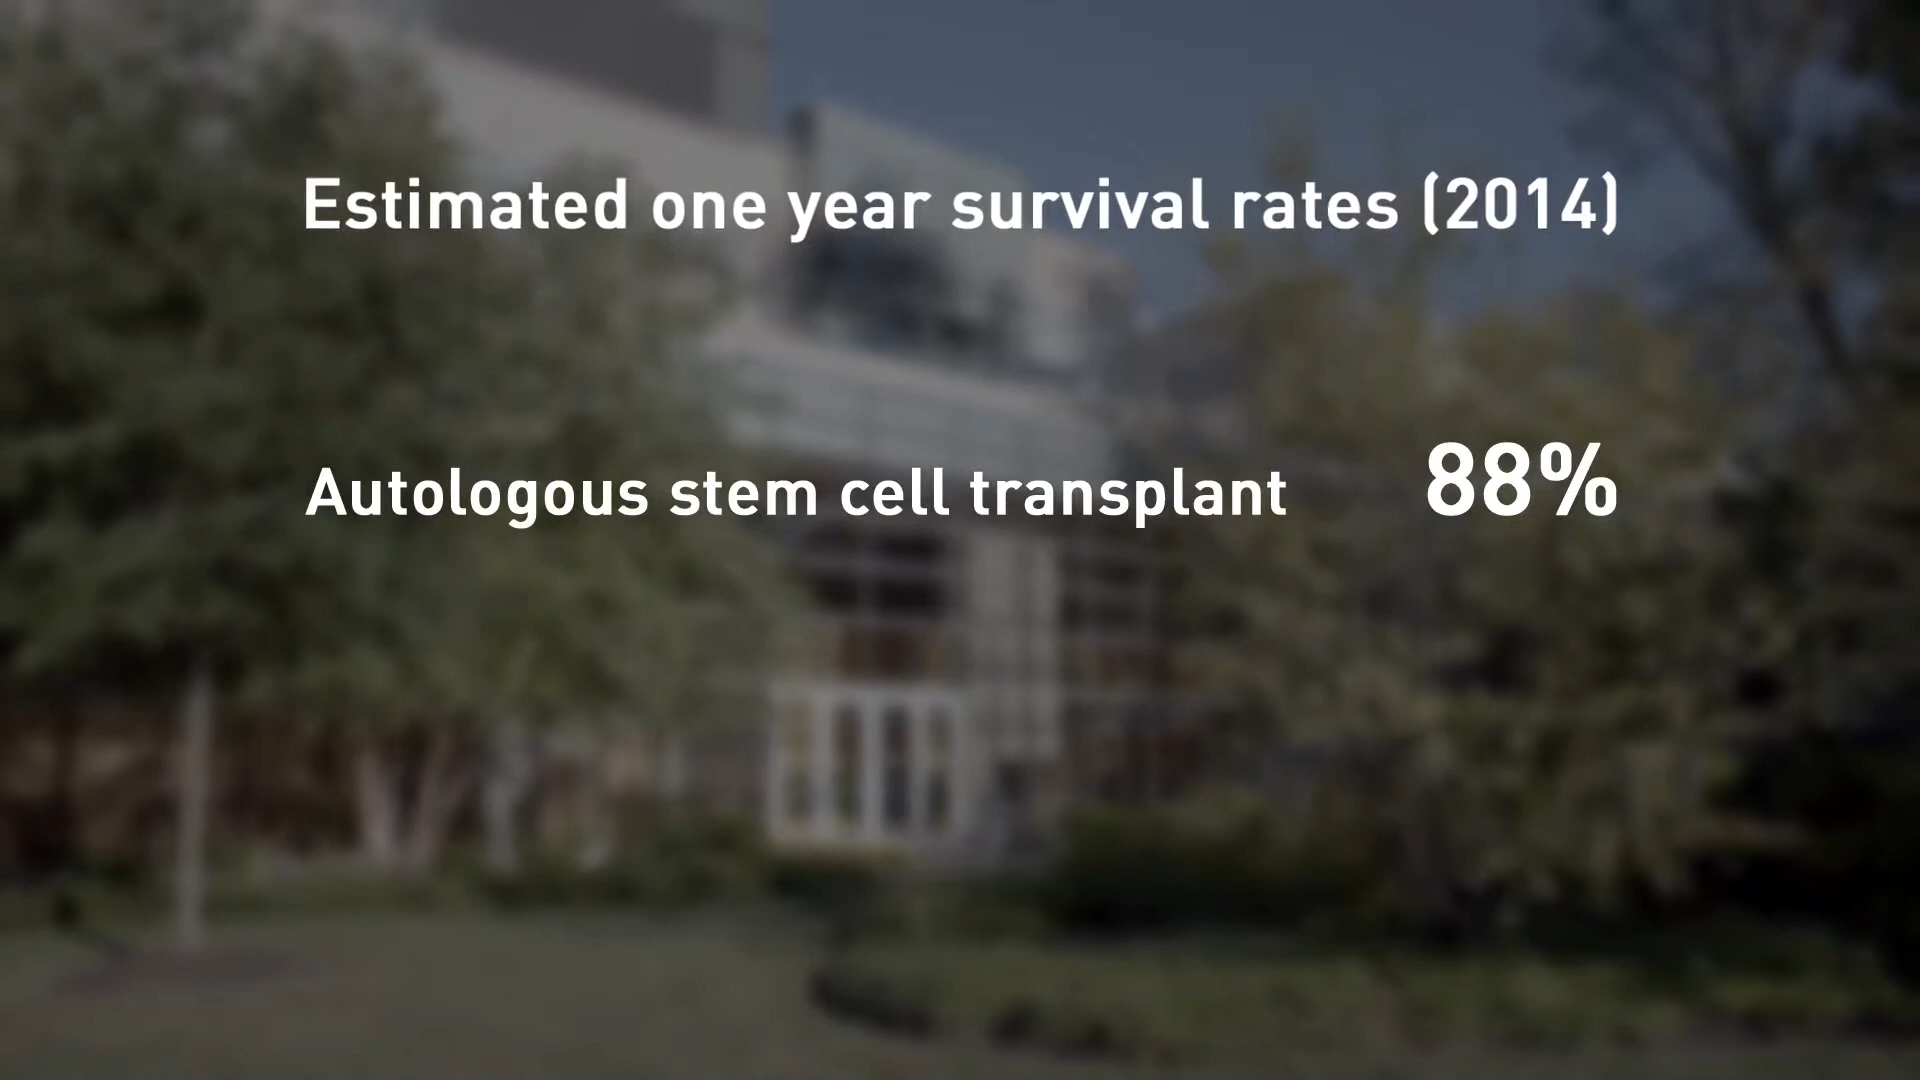 Estimated one year survival rates (2014)
Autologous stem cell transplant 88%